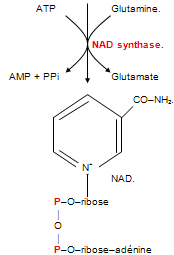 ATP Glutamine.
NAD synthase.
AMP + PPi Glutamate
CO–NH₂.
N⁺
NAD.
P–O–ribose
O
P–O–ribose–adénine